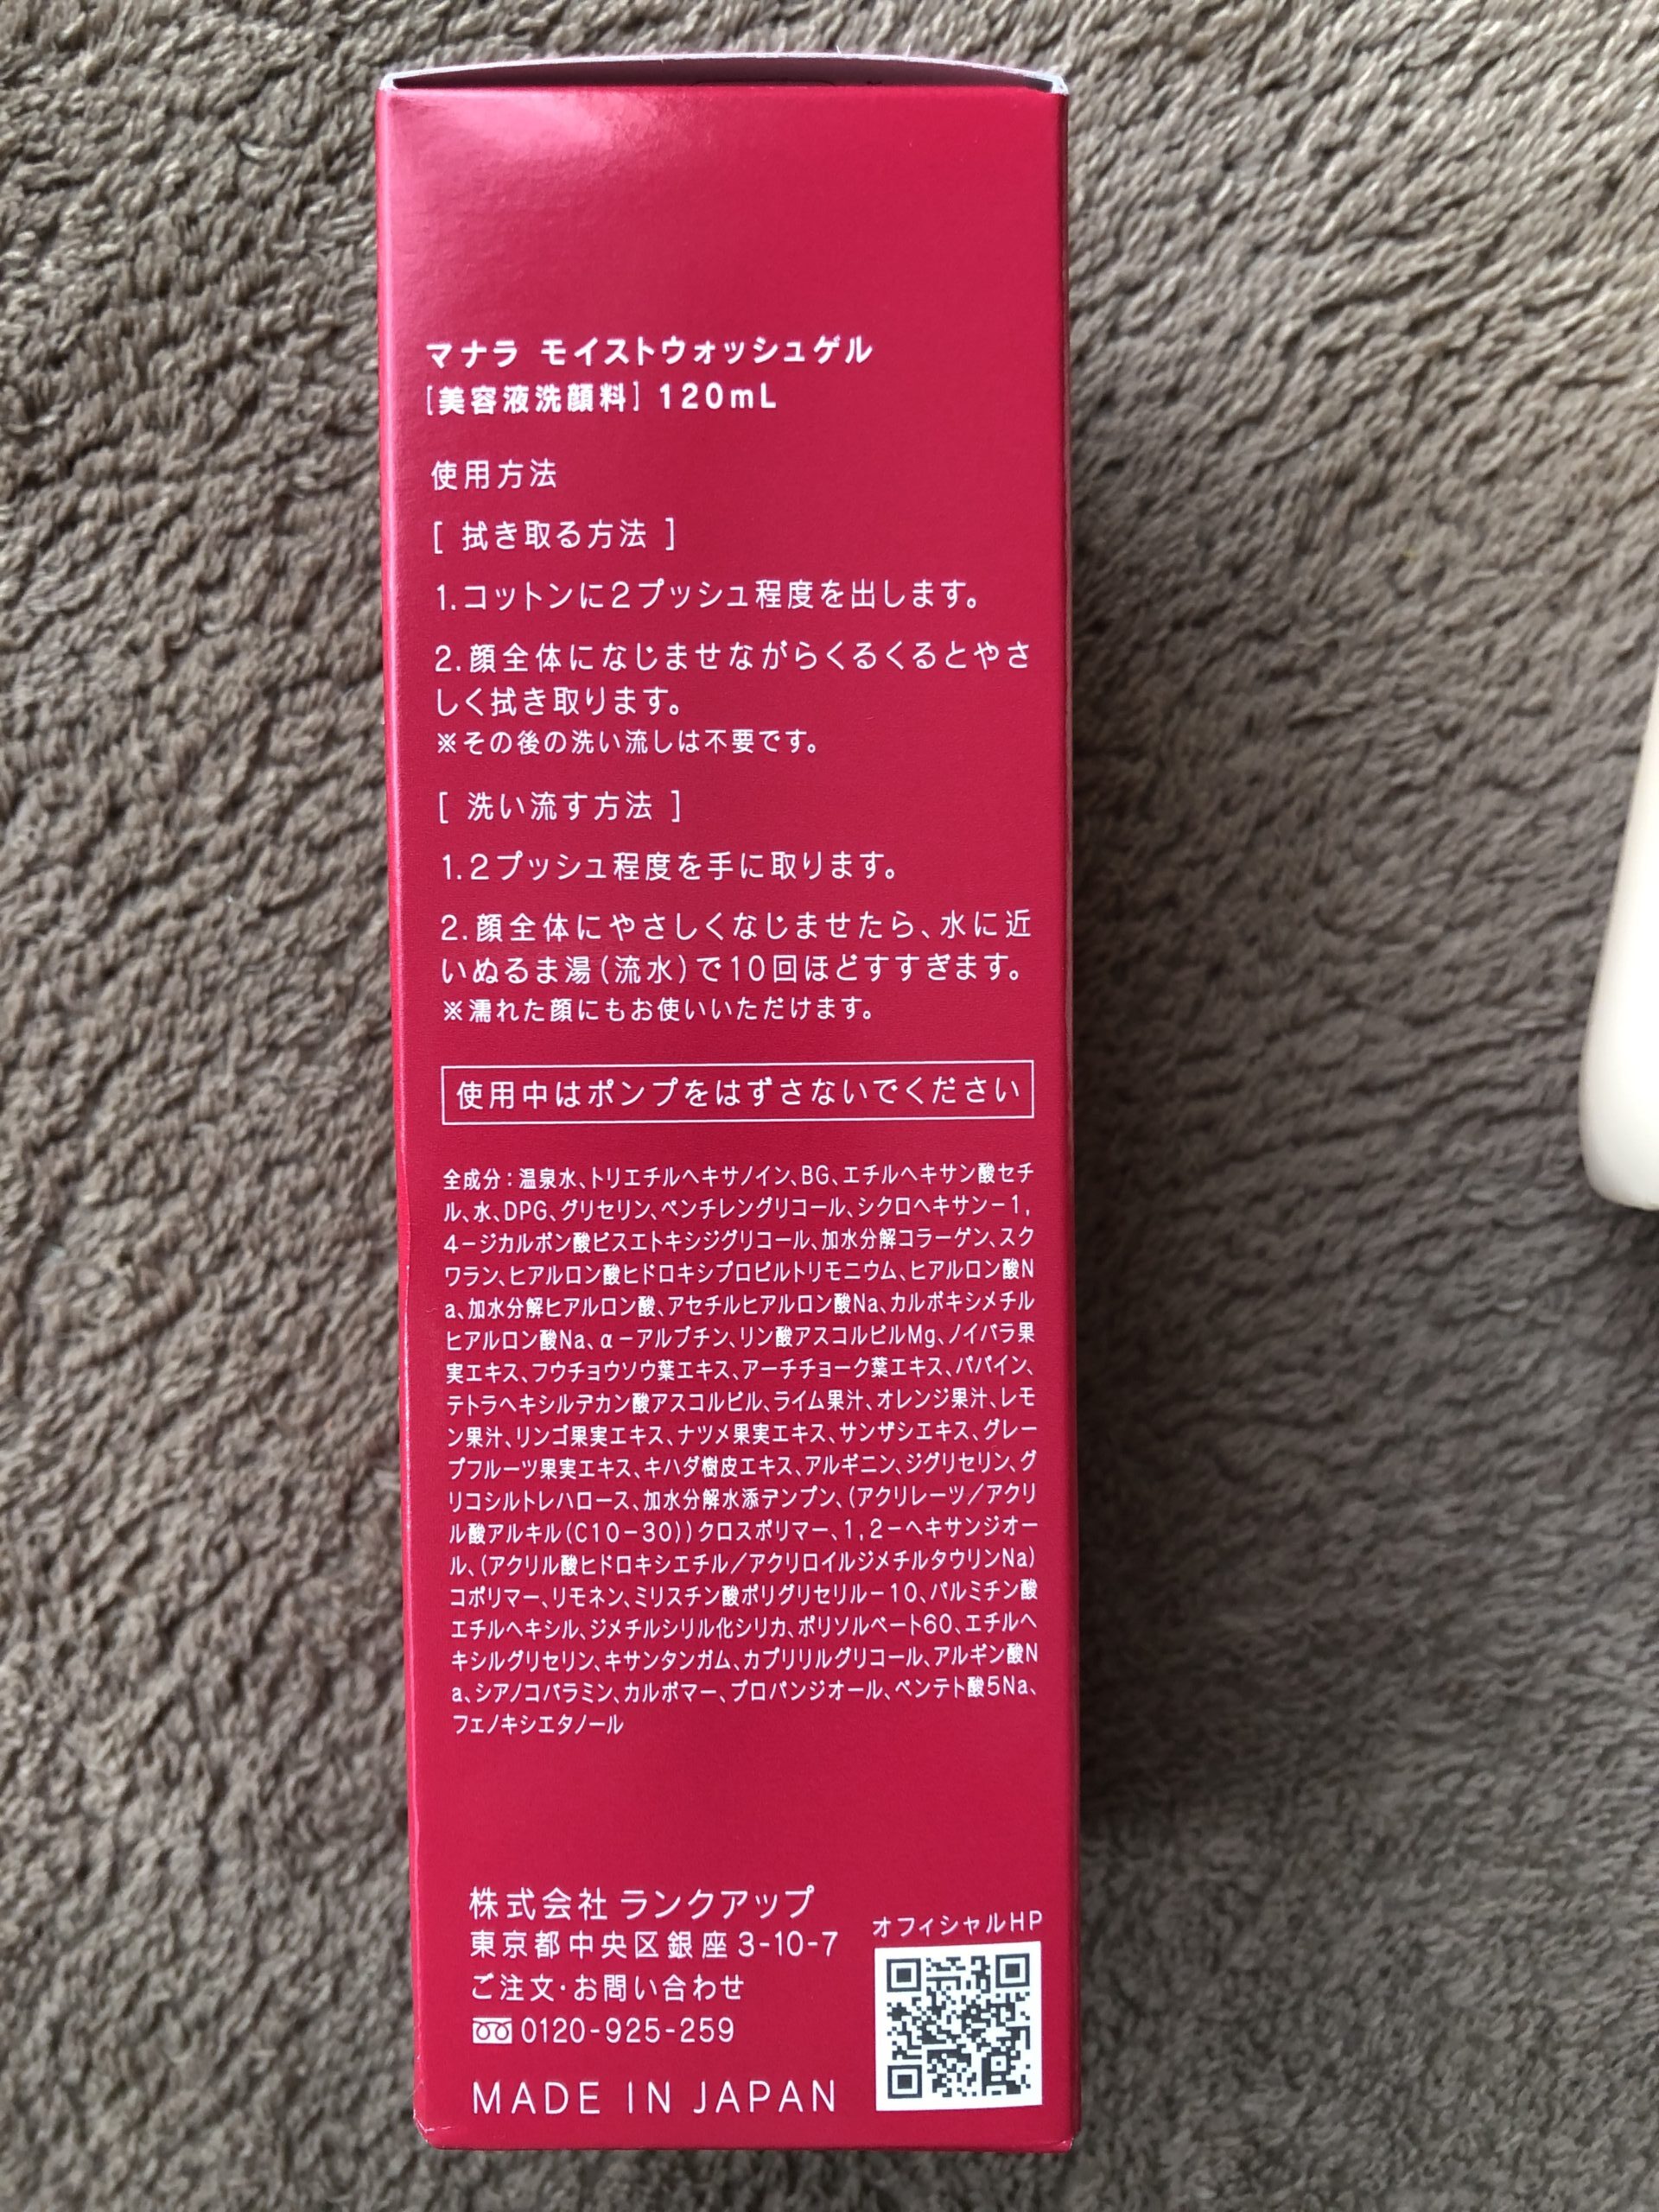 マナラ モイストウォッシュゲル
[美容液洗顔料] 120mL
使用方法
[ 拭き取る方法 ]
1.コットンに2プッシュ程度を出します。
2.顔全体になじませながらくるくるとやさ
しく拭き取ります。
※その後の洗い流しは不要です。
[ 洗い流す方法 ]
1.2プッシュ程度を手に取ります。
2.顔全体にやさしくなじませたら、水に近
いぬるま湯(流水)で10回ほどすすぎます。
※濡れた顔にもお使いいただけます。
使用中はポンプをはずさないでください
全成分:温泉水、トリエチルヘキサノイン、BG、エチルヘキサン酸セチ
ル、水、DPG、グリセリン、ペンチレングリコール、シクロヘキサン-1,
4-ジカルボン酸ビスエトキシジグリコール、加水分解コラーゲン、スク
ワラン、ヒアルロン酸ヒドロキシプロピルトリモニウム、ヒアルロン酸N
a、加水分解ヒアルロン酸、アセチルヒアルロン酸Na、カルボキシメチル
ヒアルロン酸Na、α-アルブチン、リン酸アスコルビルMg、ノイバラ果
実エキス、フウチョウソウ葉エキス、アーチチョーク葉エキス、パパイン、
テトラヘキシルデカン酸アスコルビル、ライム果汁、オレンジ果汁、レモ
ン果汁、リンゴ果実エキス、ナツメ果実エキス、サンザシエキス、グレー
プフルーツ果実エキス、キハダ樹皮エキス、アルギニン、ジグリセリン、グ
リコシルトレハロース、加水分解水添デンプン、(アクリレーツ/アクリ
ル酸アルキル(C10-30))クロスポリマー、1,2-ヘキサンジオー
ル、(アクリル酸ヒドロキシエチル/アクリロイルジメチルタウリンNa)
コポリマー、リモネン、ミリスチン酸ポリグリセリル-10、パルミチン酸
エチルヘキシル、ジメチルシリル化シリカ、ポリソルベート60、エチルヘ
キシルグリセリン、キサンタンガム、カプリリルグリコール、アルギン酸N
a、シアノコバラミン、カルボマー、プロパンジオール、ペンテト酸5Na、
フェノキシエタノール
株式会社 ランクアップ
東京都中央区銀座 3-10-7
ご注文・お問い合わせ
0120-925-259
MADE IN JAPAN
オフィシャルHP